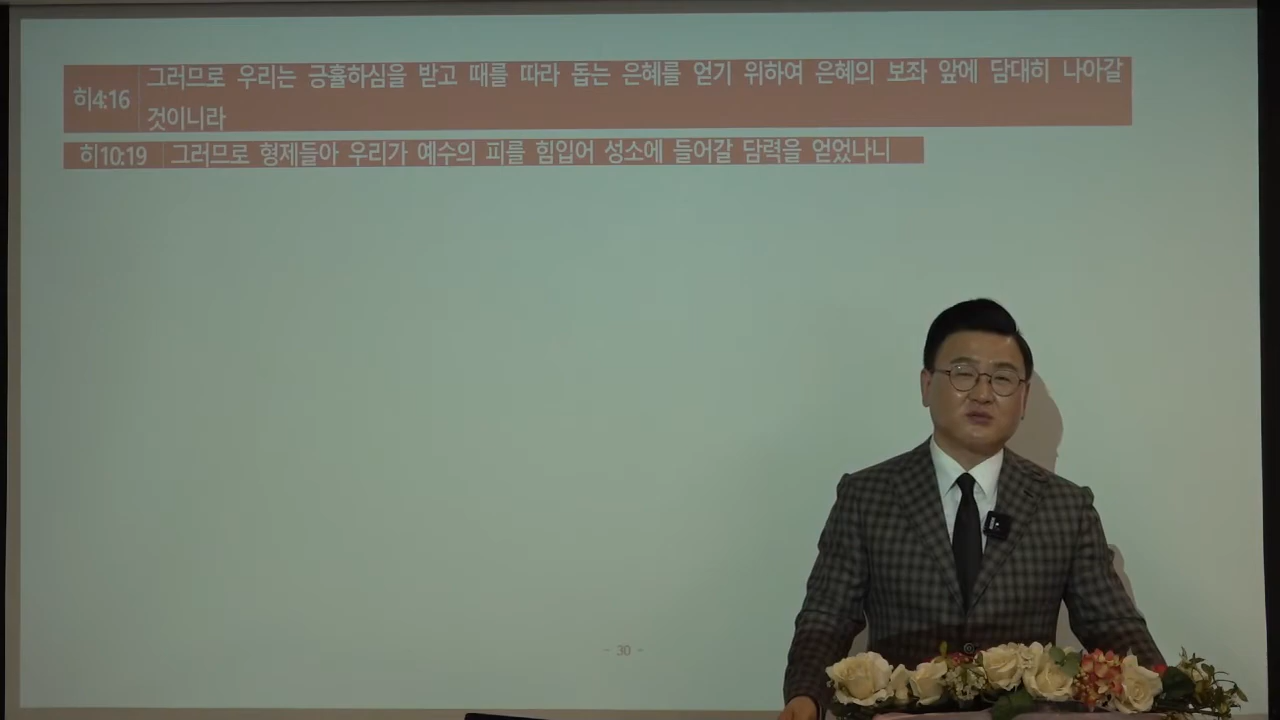 히4:16 그러므로 우리는 긍휼하심을 받고 때를 따라 돕는 은혜를 얻기 위하여 은혜의 보좌 앞에 담대히 나아갈
것이니라
히10:19 그러므로 형제들아 우리가 예수의 피를 힘입어 성소에 들어갈 담력을 얻었나니
- 30 -